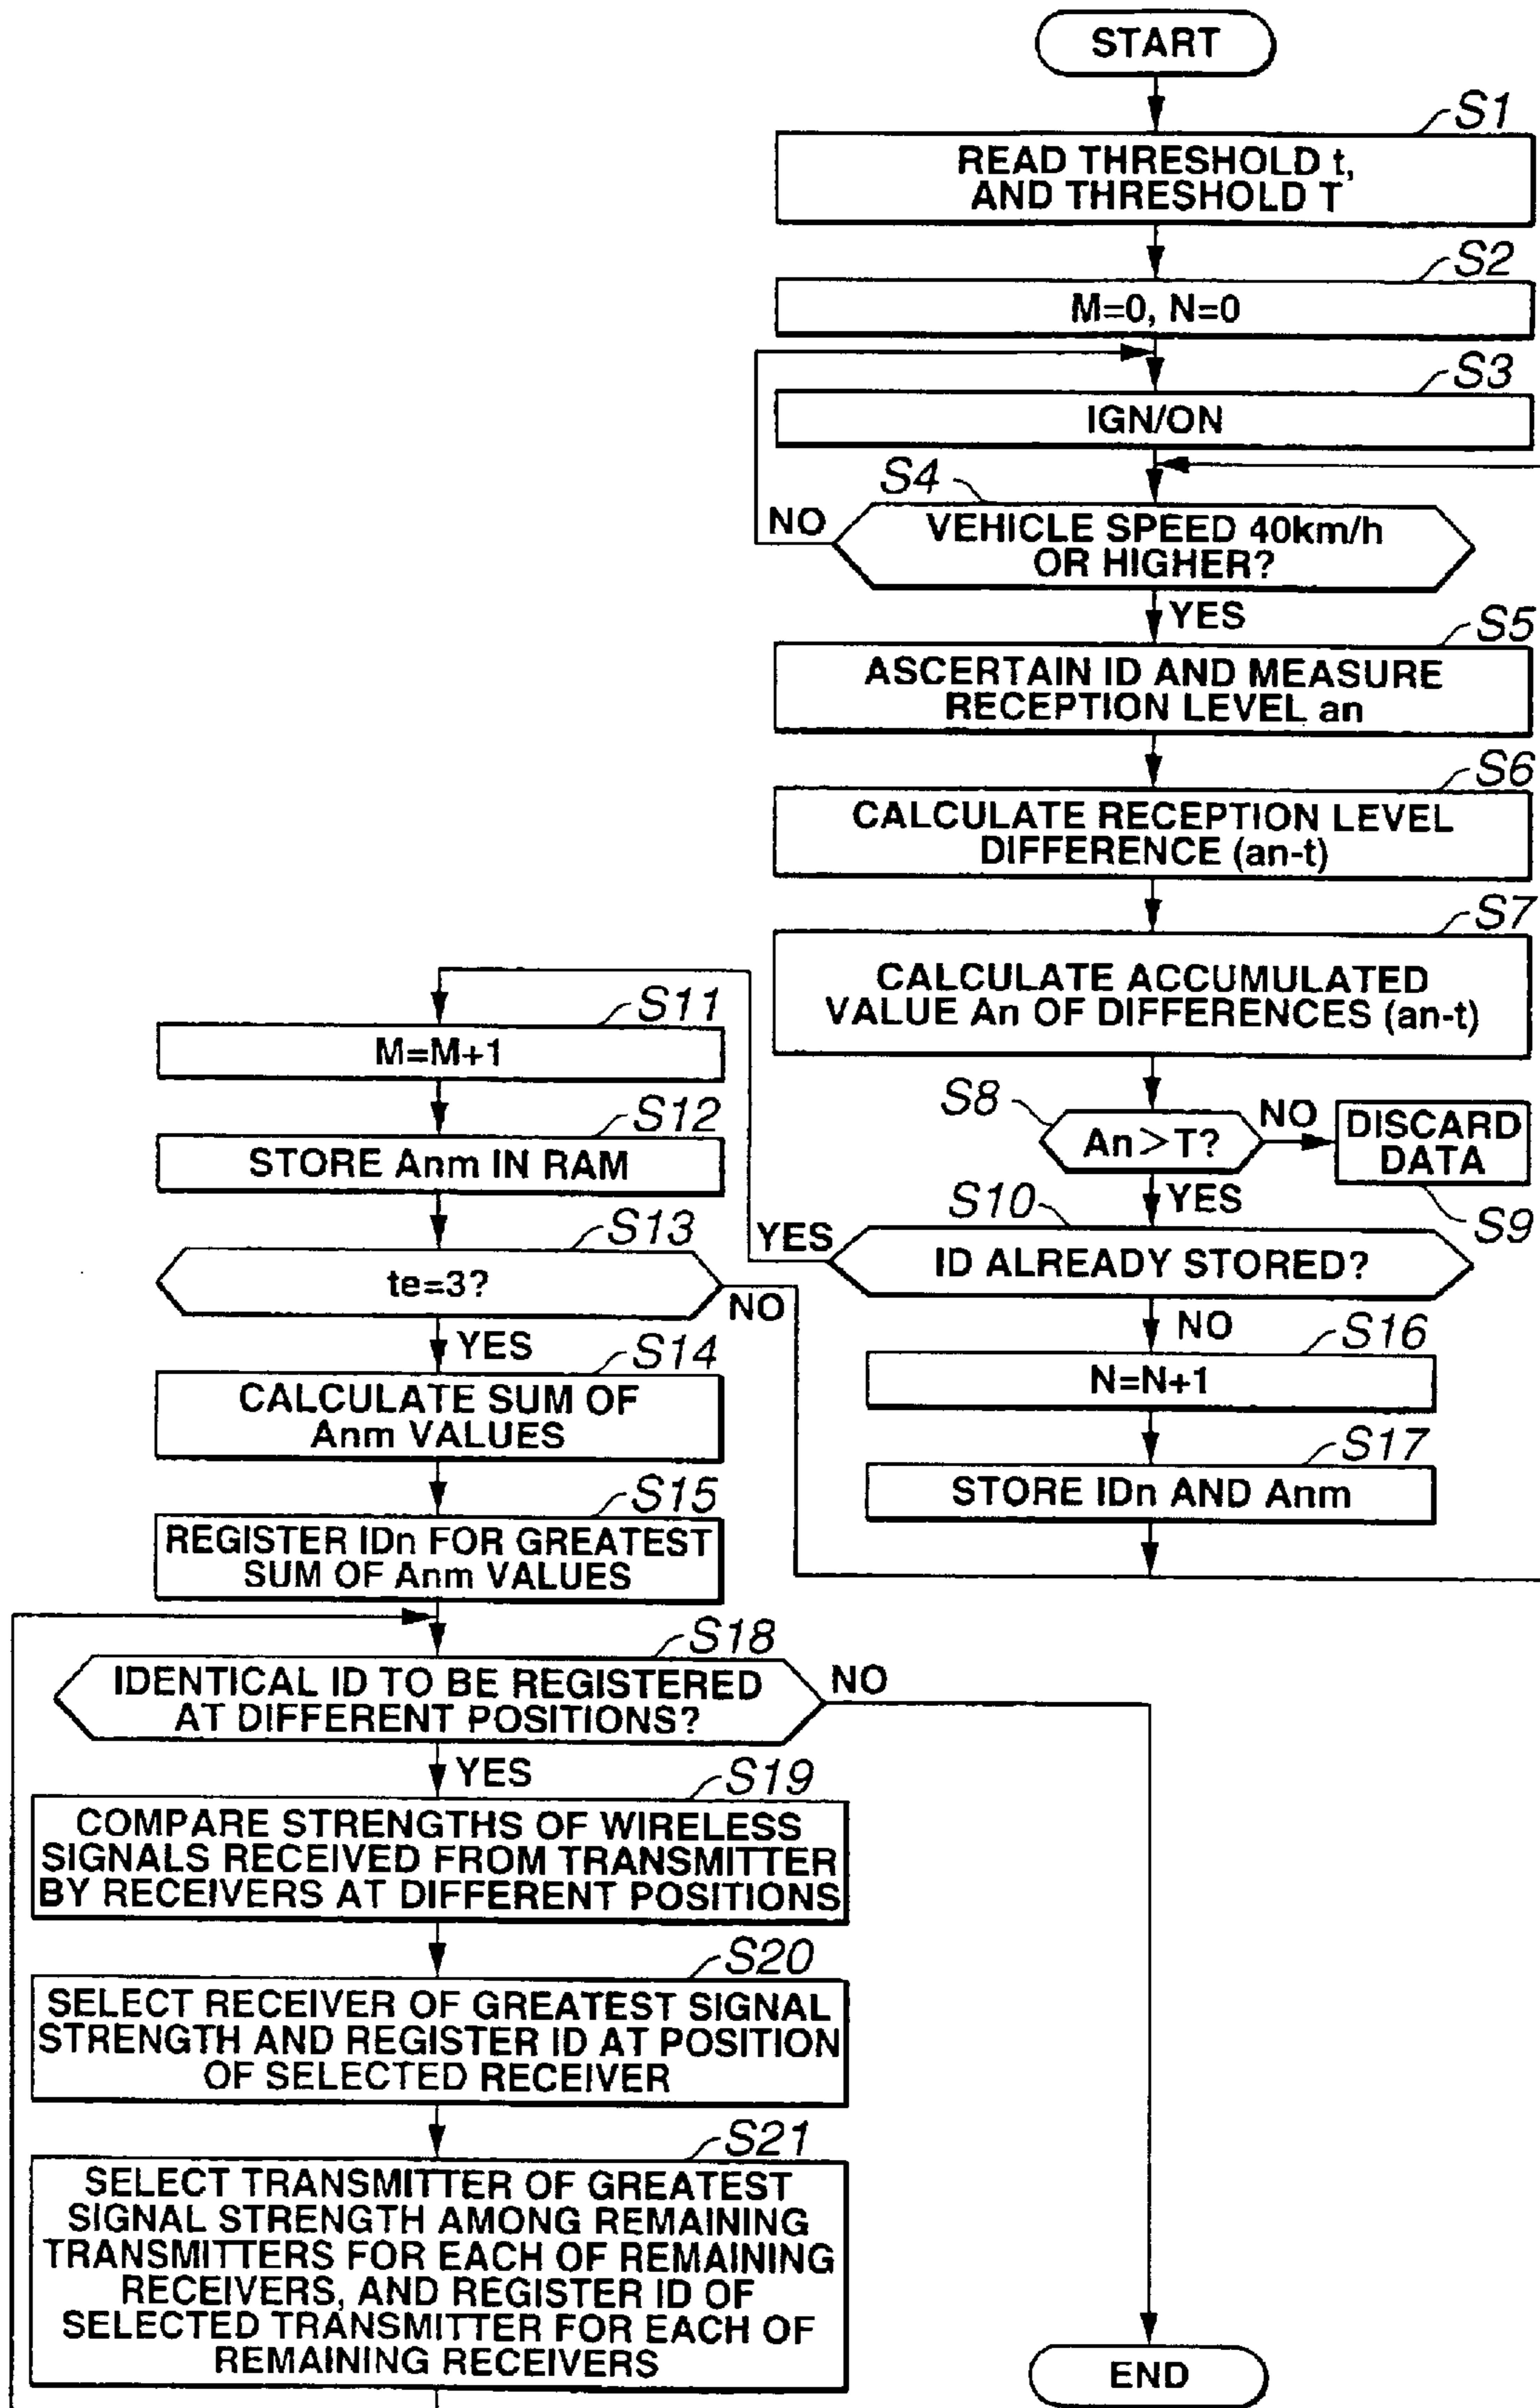 START
S1
READ THRESHOLD t,
AND THRESHOLD T
S2
M=0, N=0
S3
IGN/ON
S4
NO
VEHICLE SPEED 40km/h
OR HIGHER?
YES
S5
ASCERTAIN ID AND MEASURE
RECEPTION LEVEL an
S6
CALCULATE RECEPTION LEVEL
DIFFERENCE (an-t)
S7
CALCULATE ACCUMULATED
VALUE An OF DIFFERENCES (an-t)
S8
An>T?
NO
DISCARD
DATA
S9
YES
S10
YES
ID ALREADY STORED?
NO
S16
N=N+1
S17
STORE IDn AND Anm
S11
M=M+1
S12
STORE Anm IN RAM
S13
te=3?
NO
YES
S14
CALCULATE SUM OF
Anm VALUES
S15
REGISTER IDn FOR GREATEST
SUM OF Anm VALUES
S18
IDENTICAL ID TO BE REGISTERED
AT DIFFERENT POSITIONS?
NO
YES
S19
COMPARE STRENGTHS OF WIRELESS
SIGNALS RECEIVED FROM TRANSMITTER
BY RECEIVERS AT DIFFERENT POSITIONS
S20
SELECT RECEIVER OF GREATEST SIGNAL
STRENGTH AND REGISTER ID AT POSITION
OF SELECTED RECEIVER
S21
SELECT TRANSMITTER OF GREATEST
SIGNAL STRENGTH AMONG REMAINING
TRANSMITTERS FOR EACH OF REMAINING
RECEIVERS, AND REGISTER ID OF
SELECTED TRANSMITTER FOR EACH OF
REMAINING RECEIVERS
END